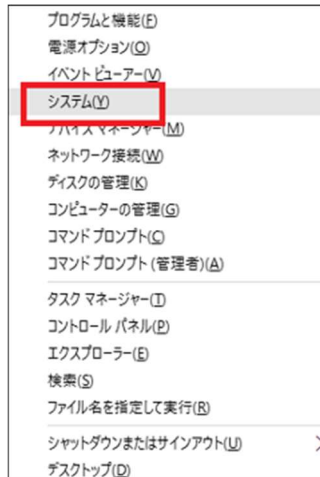 プログラムと機能(F)
電源オプション(O)
イベント ビューアー(V)
システム(Y)
デバイス マネージャー(M)
ネットワーク接続(W)
ディスクの管理(K)
コンピューターの管理(G)
コマンド プロンプト(C)
コマンド プロンプト (管理者)(A)
タスク マネージャー(T)
コントロール パネル(P)
エクスプローラー(E)
検索(S)
ファイル名を指定して実行(R)
シャットダウンまたはサインアウト(U)
デスクトップ(D)